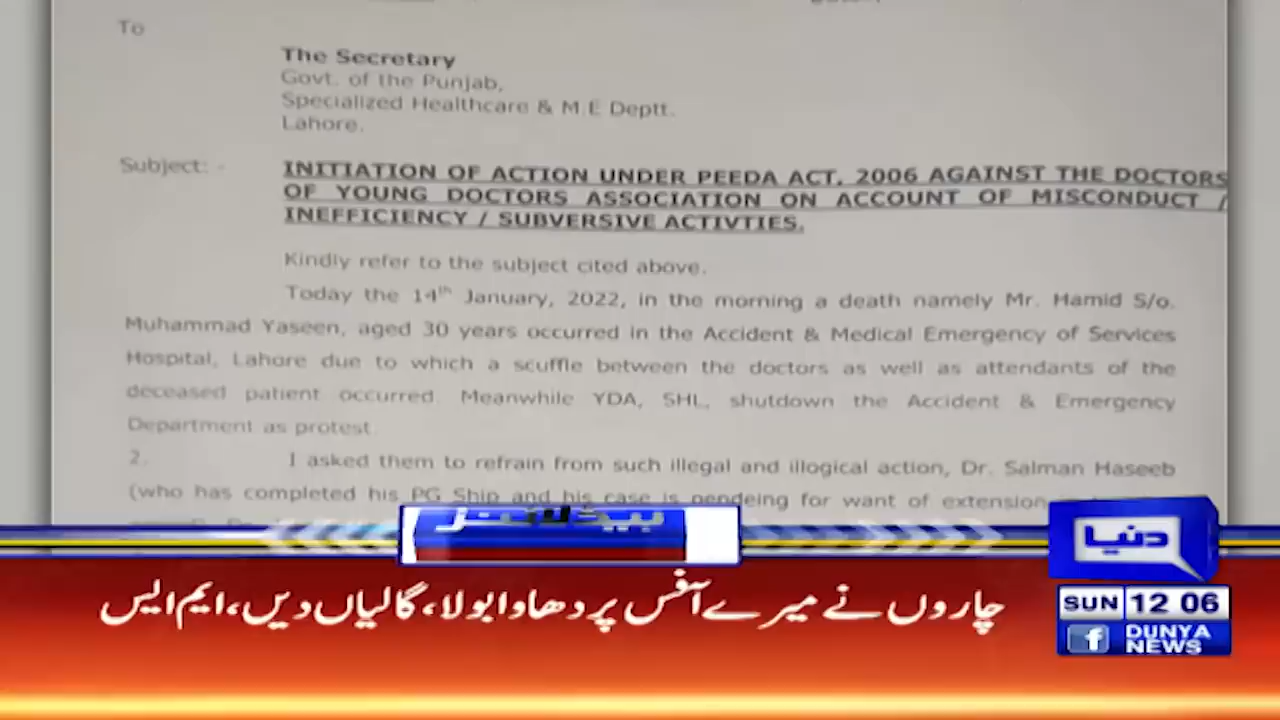 To
The Secretary
Govt. of the Punjab,
Specialized Healthcare & M.E Deptt.
Lahore.
Subject: - INITIATION OF ACTION UNDER PEEDA ACT, 2006 AGAINST THE DOCTORS
OF YOUNG DOCTORS ASSOCIATION ON ACCOUNT OF MISCONDUCT /
INEFFICIENCY / SUBVERSIVE ACTIVTIES.
Kindly refer to the subject cited above.
Today the 14th January, 2022, in the morning a death namely Mr. Hamid S/o.
Muhammad Yaseen, aged 30 years occurred in the Accident & Medical Emergency of Services
Hospital, Lahore due to which a scuffle between the doctors as well as attendants of the
deceased patient occurred. Meanwhile YDA, SHL, shutdown the Accident & Emergency
Department as protest.
2. I asked them to refrain from such illegal and illogical action, Dr. Salman Haseeb
(who has completed his PG Ship and his case is pendeing for want of extension
ہیڈلائنز
دنیا
چاروں نے میرے آفس پر دھاوا بولا، گالیاں دیں، ایم ایس
SUN 12 06
f DUNYA
NEWS